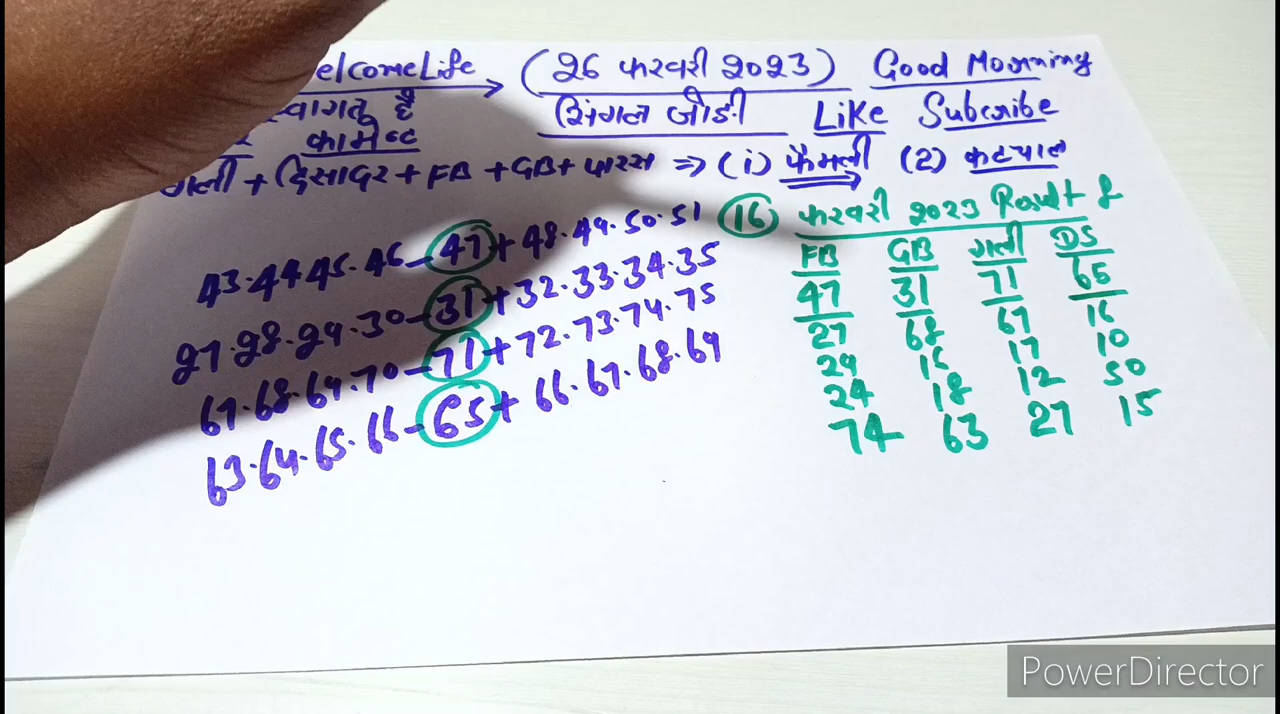 elcomeLife → (26 फरवरी 2023) Good Morning
स्वागत है सिंगल जोड़ी Like Subscribe
कामेन्ट
गली + दिसावर + FB + GB + पारस ⇒ (1) फैमली (2) कटपाल
43·44 45·46 - 47 + 48·49·50·51
27·28·29·30 - 31 + 32·33·34·35
67·68·69·70 - 71 + 72·73·74·75
63·64·65·66 - 65 + 66·67·68·69
16 फरवरी 2023 Result &
FB GB गली DS
47 31 71 65
27 68 67 16
29 15 17 10
24 18 12 50
74 63 27 15
PowerDirector